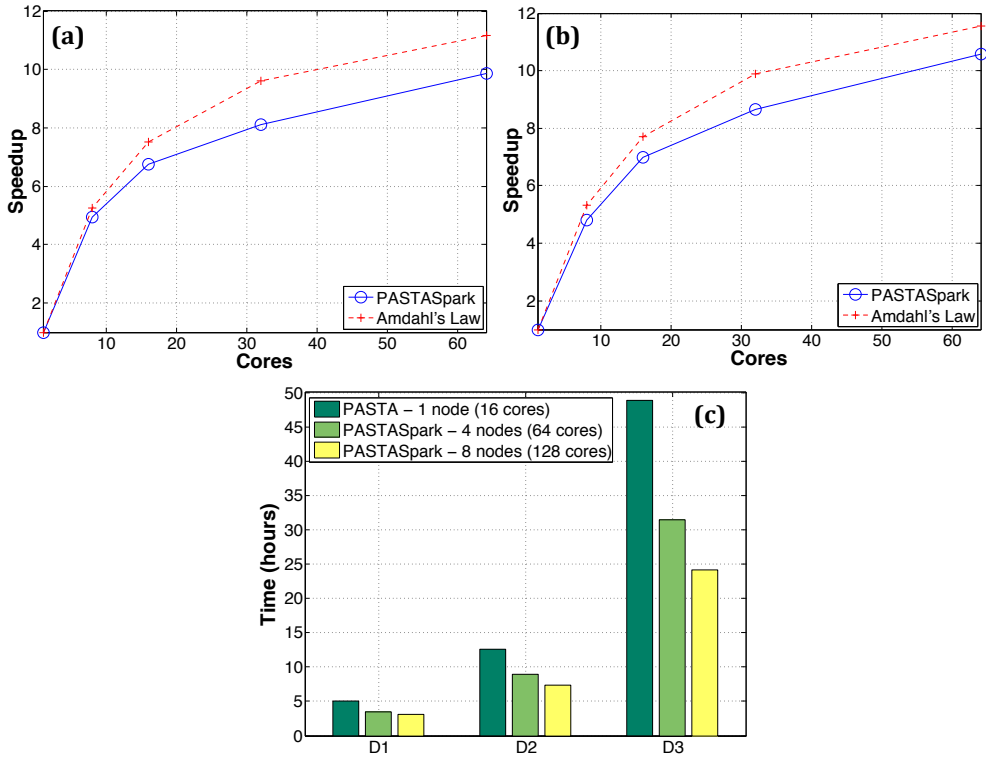 (a)
12
10
8
6
4
2
Speedup
10
20
30
40
50
60
Cores
PASTASpark
Amdahl's Law
(b)
12
10
8
6
4
2
Speedup
10
20
30
40
50
60
Cores
PASTASpark
Amdahl's Law
(c)
50
45
40
35
30
25
20
15
10
5
0
Time (hours)
PASTA – 1 node (16 cores)
PASTASpark – 4 nodes (64 cores)
PASTASpark – 8 nodes (128 cores)
D1
D2
D3